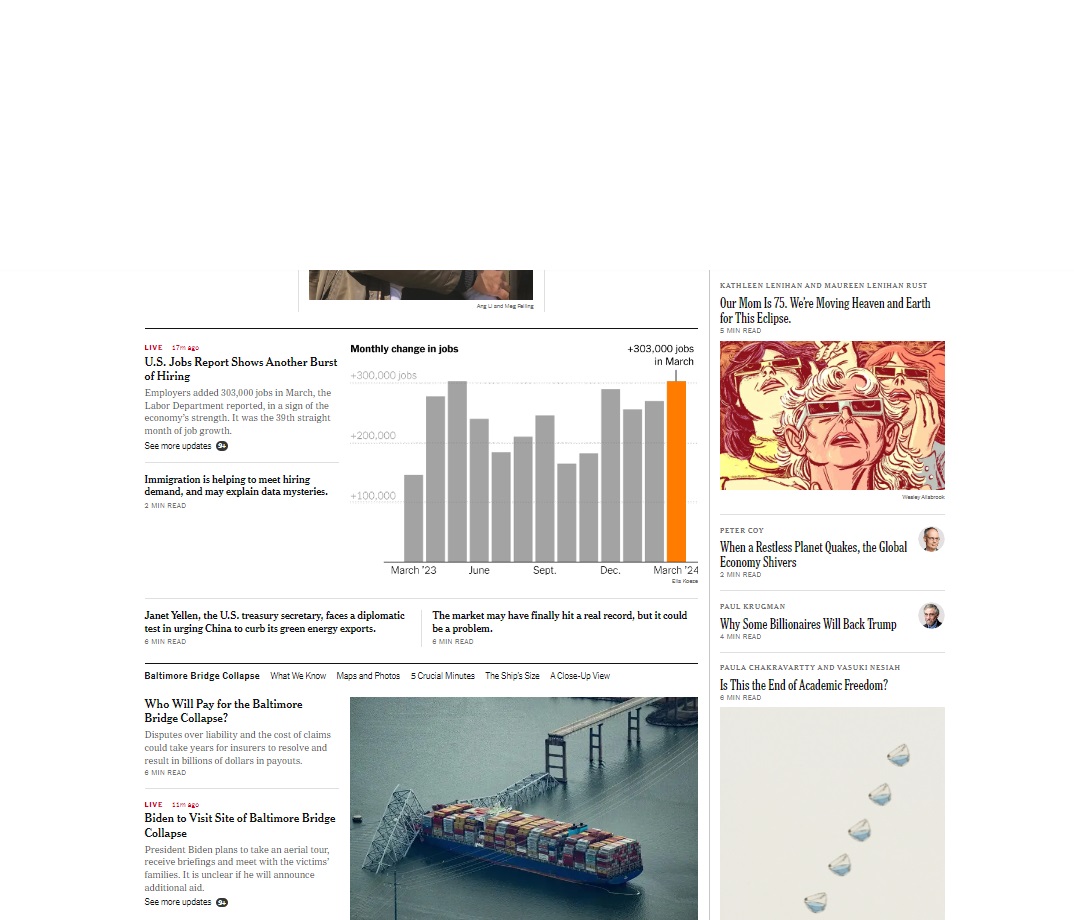 Ang Li and Meg Felling
LIVE 17m ago
U.S. Jobs Report Shows Another Burst
of Hiring
Employers added 303,000 jobs in March, the
Labor Department reported, in a sign of the
economy's strength. It was the 39th straight
month of job growth.
See more updates 9+
Immigration is helping to meet hiring
demand, and may explain data mysteries.
2 MIN READ
Monthly change in jobs
+303,000 jobs
in March
+300,000 jobs
+200,000
+100,000
March '23 June Sept. Dec. March '24
Ella Koeze
Janet Yellen, the U.S. treasury secretary, faces a diplomatic
test in urging China to curb its green energy exports.
6 MIN READ
The market may have finally hit a real record, but it could
be a problem.
6 MIN READ
Baltimore Bridge Collapse What We Know Maps and Photos 5 Crucial Minutes The Ship's Size A Close-Up View
Who Will Pay for the Baltimore
Bridge Collapse?
Disputes over liability and the cost of claims
could take years for insurers to resolve and
result in billions of dollars in payouts.
6 MIN READ
LIVE 11m ago
Biden to Visit Site of Baltimore Bridge
Collapse
President Biden plans to take an aerial tour,
receive briefings and meet with the victims'
families. It is unclear if he will announce
additional aid.
See more updates 9+
KATHLEEN LENIHAN AND MAUREEN LENIHAN RUST
Our Mom Is 75. We're Moving Heaven and Earth
for This Eclipse.
5 MIN READ
Wesley Allsbrook
PETER COY
When a Restless Planet Quakes, the Global
Economy Shivers
2 MIN READ
PAUL KRUGMAN
Why Some Billionaires Will Back Trump
4 MIN READ
PAULA CHAKRAVARTTY AND VASUKI NESIAH
Is This the End of Academic Freedom?
6 MIN READ